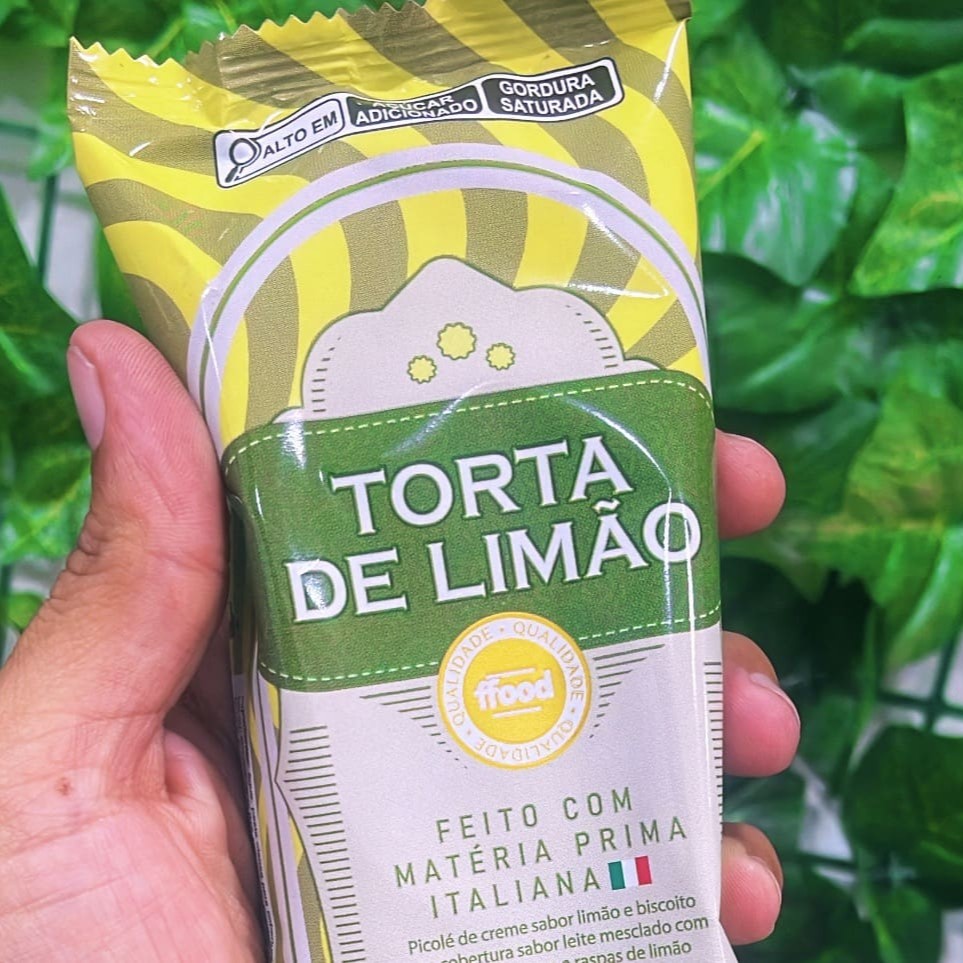 ALTO EM
AÇÚCAR
ADICIONADO
GORDURA
SATURADA
TORTA
DE LIMÃO
QUALIDADE • QUALIDADE • QUALIDADE • QUALIDADE
ffood
FEITO COM
MATÉRIA PRIMA
ITALIANA
Picolé de creme sabor limão e biscoito
cobertura sabor leite mesclado com
e raspas de limão